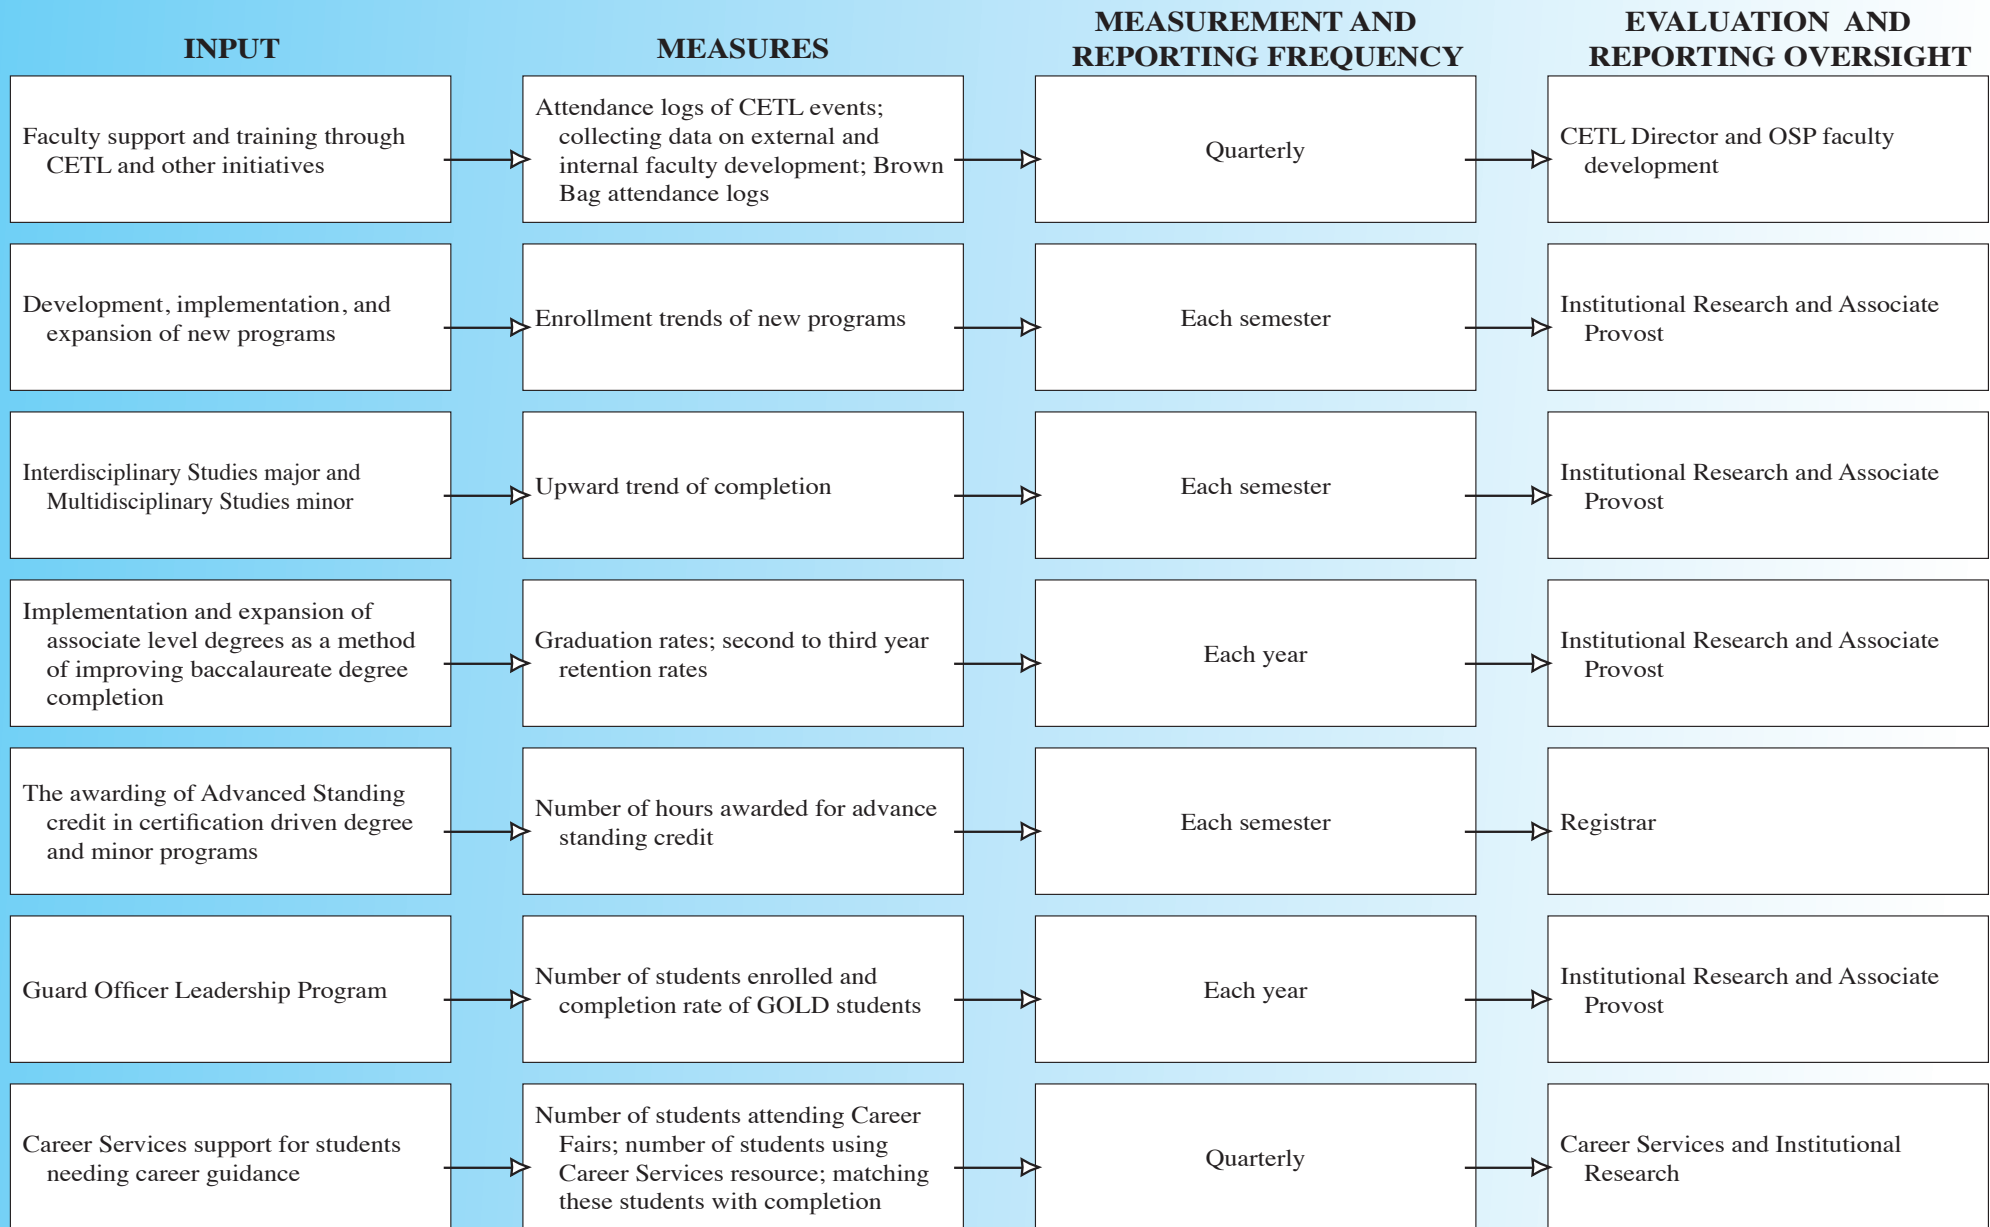 INPUT
MEASURES
MEASUREMENT AND
REPORTING FREQUENCY
EVALUATION AND
REPORTING OVERSIGHT
Faculty support and training through
CETL and other initiatives
Attendance logs of CETL events;
collecting data on external and
internal faculty development; Brown
Bag attendance logs
Quarterly
CETL Director and OSP faculty
development
Development, implementation, and
expansion of new programs
Enrollment trends of new programs
Each semester
Institutional Research and Associate
Provost
Interdisciplinary Studies major and
Multidisciplinary Studies minor
Upward trend of completion
Each semester
Institutional Research and Associate
Provost
Implementation and expansion of
associate level degrees as a method
of improving baccalaureate degree
completion
Graduation rates; second to third year
retention rates
Each year
Institutional Research and Associate
Provost
The awarding of Advanced Standing
credit in certification driven degree
and minor programs
Number of hours awarded for advance
standing credit
Each semester
Registrar
Guard Officer Leadership Program
Number of students enrolled and
completion rate of GOLD students
Each year
Institutional Research and Associate
Provost
Career Services support for students
needing career guidance
Number of students attending Career
Fairs; number of students using
Career Services resource; matching
these students with completion
Quarterly
Career Services and Institutional
Research